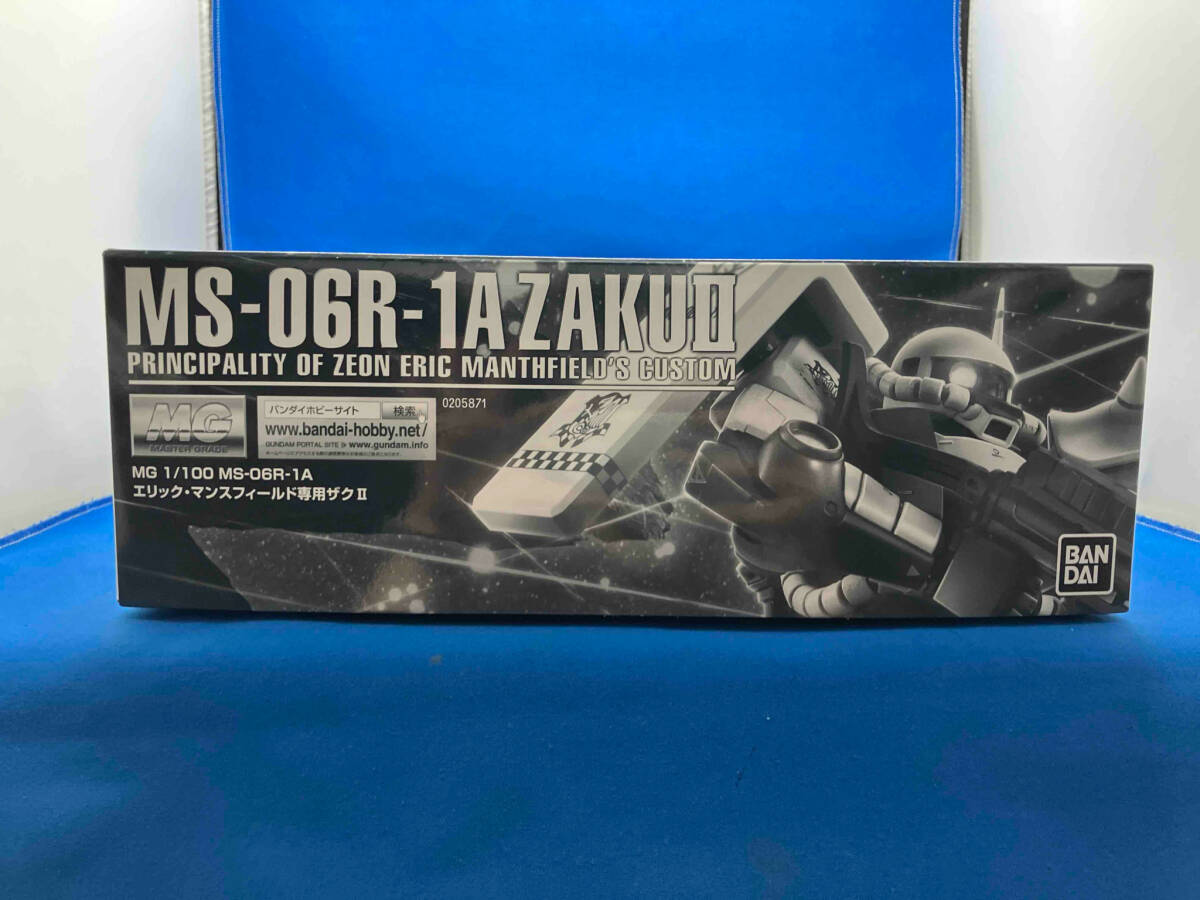 MS-06R-1A ZAKUII
PRINCIPALITY OF ZEON ERIC MANTHFIELD'S CUSTOM
MG
MASTER GRADE
バンダイホビーサイト 検索
www.bandai-hobby.net/
GUNDAM PORTAL SITE www.gundam.info
0205871
MG 1/100 MS-06R-1A
エリック・マンスフィールド専用ザクⅡ
BAN
DAI